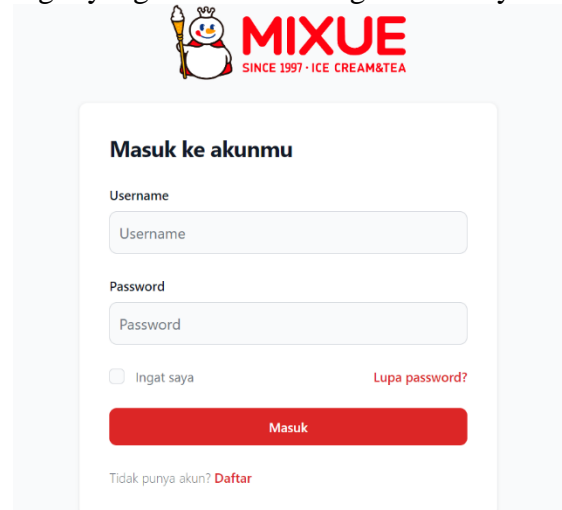 MIXUE
SINCE 1997 · ICE CREAM&TEA
Masuk ke akunmu
Username
Username
Password
Password
Ingat saya Lupa password?
Masuk
Tidak punya akun? Daftar